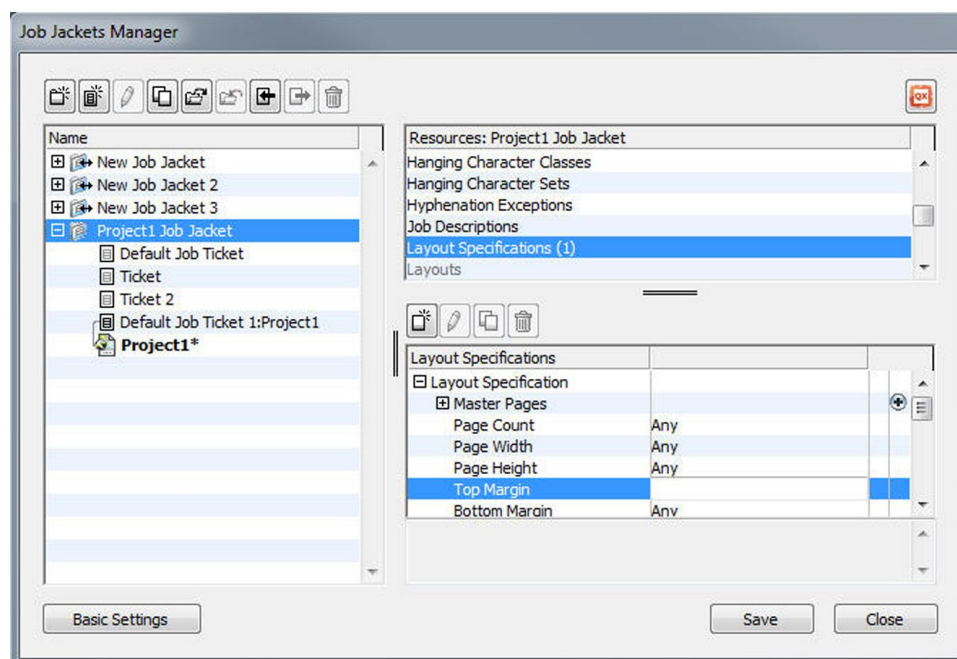 Job Jackets Manager
QX
Name
New Job Jacket
New Job Jacket 2
New Job Jacket 3
Project1 Job Jacket
Default Job Ticket
Ticket
Ticket 2
Default Job Ticket 1:Project1
Project1*
Resources: Project1 Job Jacket
Hanging Character Classes
Hanging Character Sets
Hyphenation Exceptions
Job Descriptions
Layout Specifications (1)
Layouts
Layout Specifications
Layout Specification
Master Pages
Page Count Any
Page Width Any
Page Height Any
Top Margin
Bottom Margin Any
Basic Settings
Save
Close